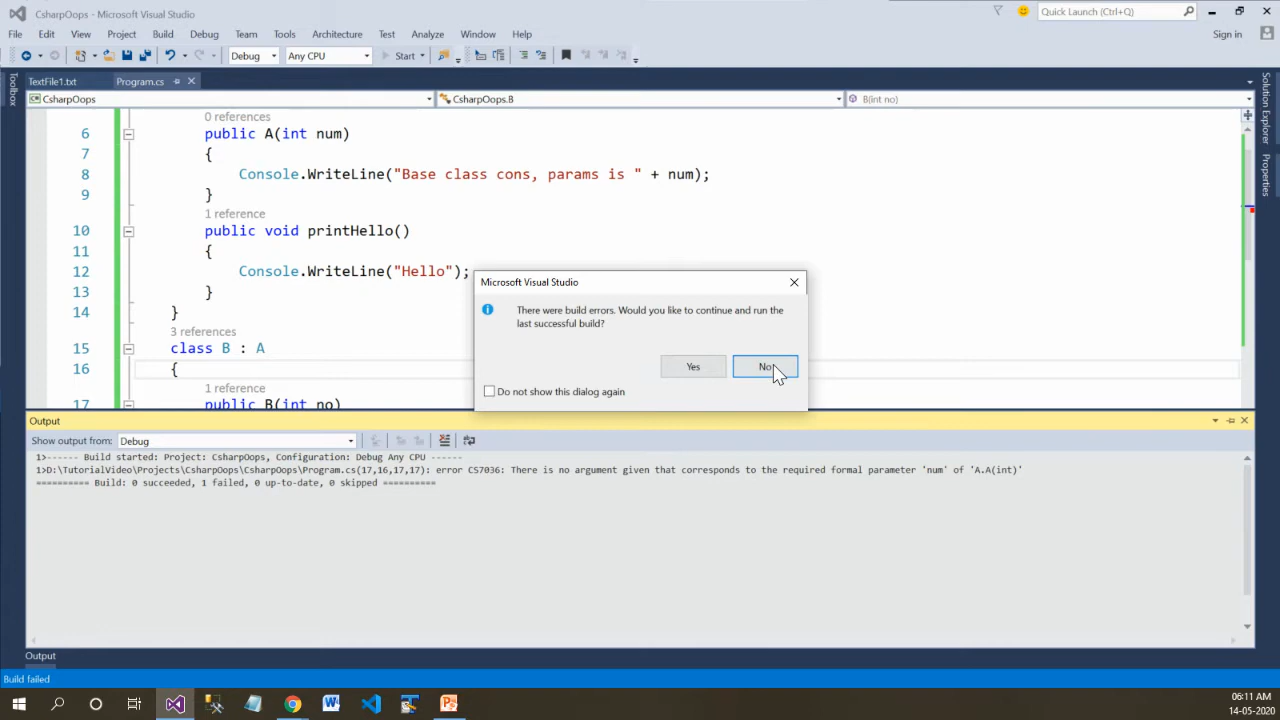 CsharpOops - Microsoft Visual Studio
Quick Launch (Ctrl+Q)
File Edit View Project Build Debug Team Tools Architecture Test Analyze Window Help
Sign in
Debug Any CPU Start
Toolbox
TextFile1.txt Program.cs
CsharpOops CsharpOops.B B(int no)
Solution Explorer
Properties
0 references
6 public A(int num)
7 {
8 Console.WriteLine("Base class cons, params is " + num);
9 }
1 reference
10 public void printHello()
11 {
12 Console.WriteLine("Hello");
13 }
14 }
3 references
15 class B : A
16 {
1 reference
17 public B(int no)
Microsoft Visual Studio
There were build errors. Would you like to continue and run the
last successful build?
Yes No
Do not show this dialog again
Output
Show output from: Debug
1>------ Build started: Project: CsharpOops, Configuration: Debug Any CPU ------
1>D:\TutorialVideo\Projects\CsharpOops\CsharpOops\Program.cs(17,16,17,17): error CS7036: There is no argument given that corresponds to the required formal parameter 'num' of 'A.A(int)'
========== Build: 0 succeeded, 1 failed, 0 up-to-date, 0 skipped ==========
Output
Build failed
06:11 AM
14-05-2020